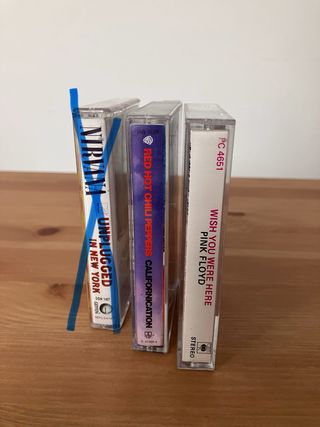 NIRVANA
UNPLUGGED
IN NEW YORK
RED HOT CHILI PEPPERS CALIFORNICATION
PC 4651
WISH YOU WERE HERE
PINK FLOYD
STEREO